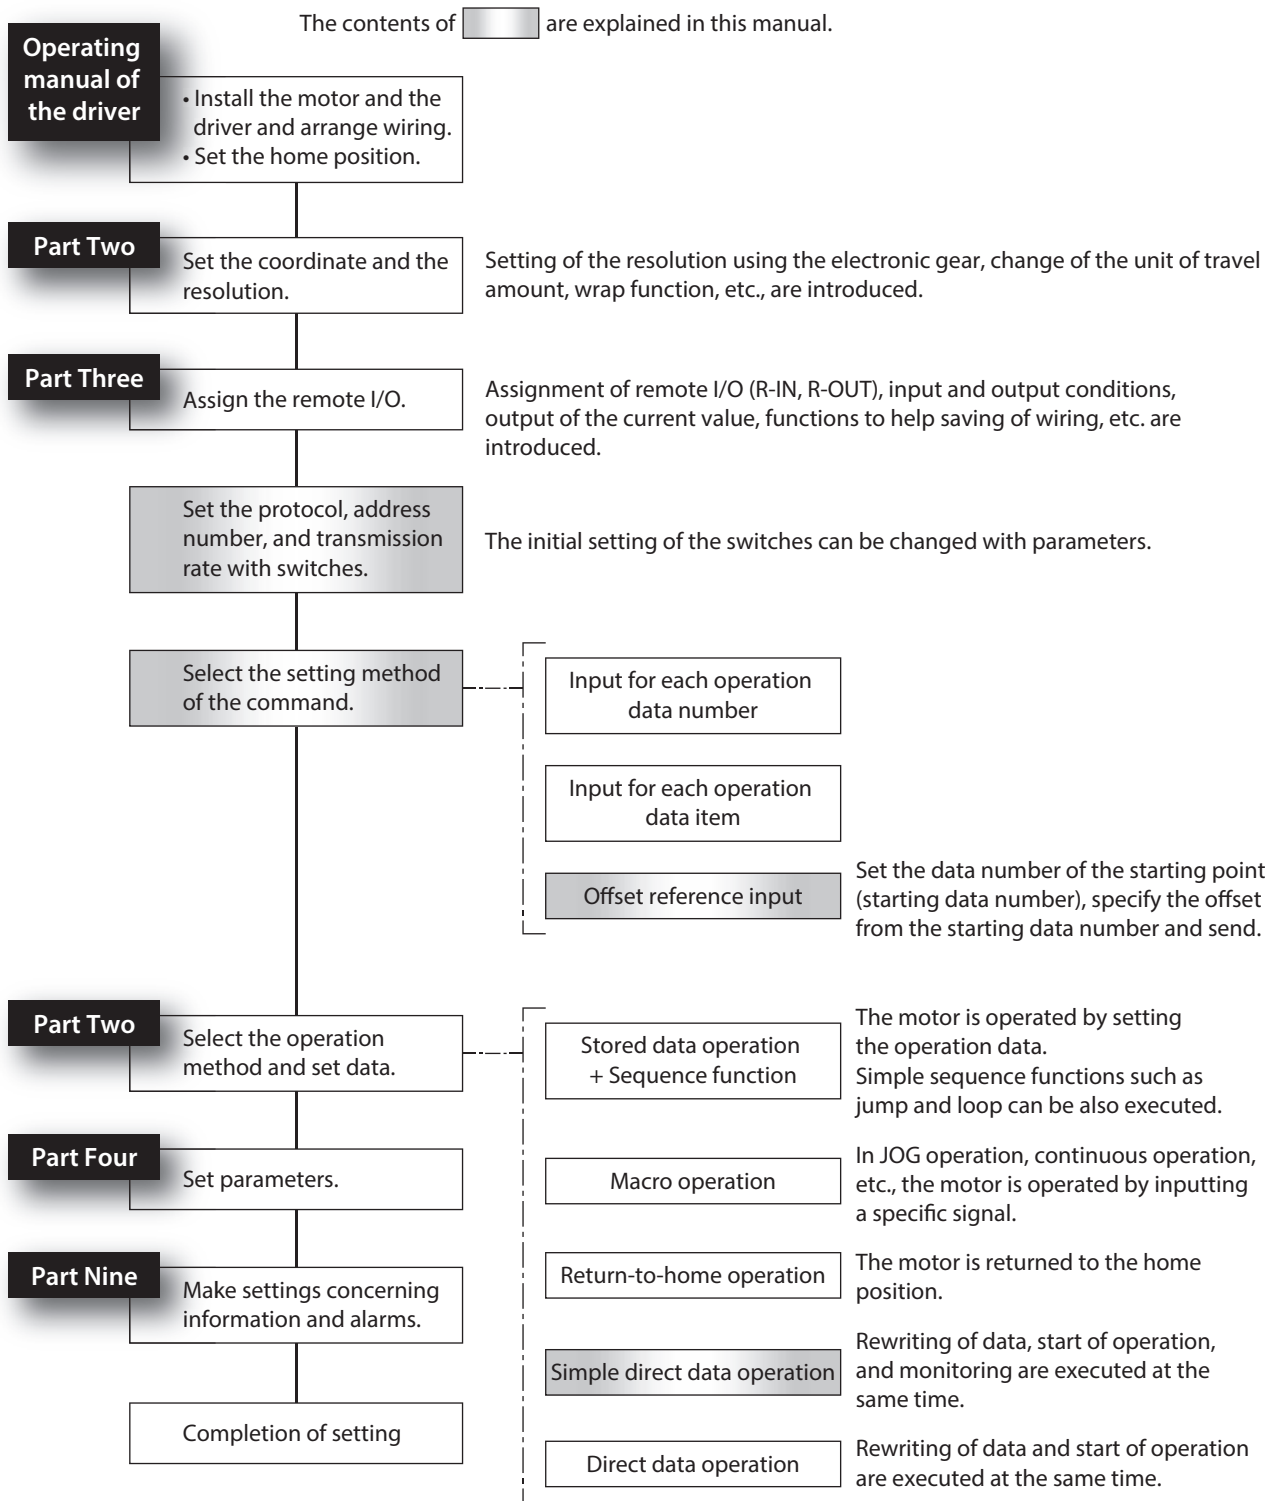 The contents of are explained in this manual.
Operating
manual of
the driver
• Install the motor and the
driver and arrange wiring.
• Set the home position.
Part Two
Set the coordinate and the
resolution.
Setting of the resolution using the electronic gear, change of the unit of travel
amount, wrap function, etc., are introduced.
Part Three
Assign the remote I/O.
Assignment of remote I/O (R-IN, R-OUT), input and output conditions,
output of the current value, functions to help saving of wiring, etc. are
introduced.
Set the protocol, address
number, and transmission
rate with switches.
The initial setting of the switches can be changed with parameters.
Select the setting method
of the command.
Input for each operation
data number
Input for each operation
data item
Offset reference input
Set the data number of the starting point
(starting data number), specify the offset
from the starting data number and send.
Part Two
Select the operation
method and set data.
Stored data operation
+ Sequence function
The motor is operated by setting
the operation data.
Simple sequence functions such as
jump and loop can be also executed.
Part Four
Set parameters.
Macro operation
In JOG operation, continuous operation,
etc., the motor is operated by inputting
a specific signal.
Part Nine
Make settings concerning
information and alarms.
Return-to-home operation
The motor is returned to the home
position.
Simple direct data operation
Rewriting of data, start of operation,
and monitoring are executed at the
same time.
Completion of setting
Direct data operation
Rewriting of data and start of operation
are executed at the same time.